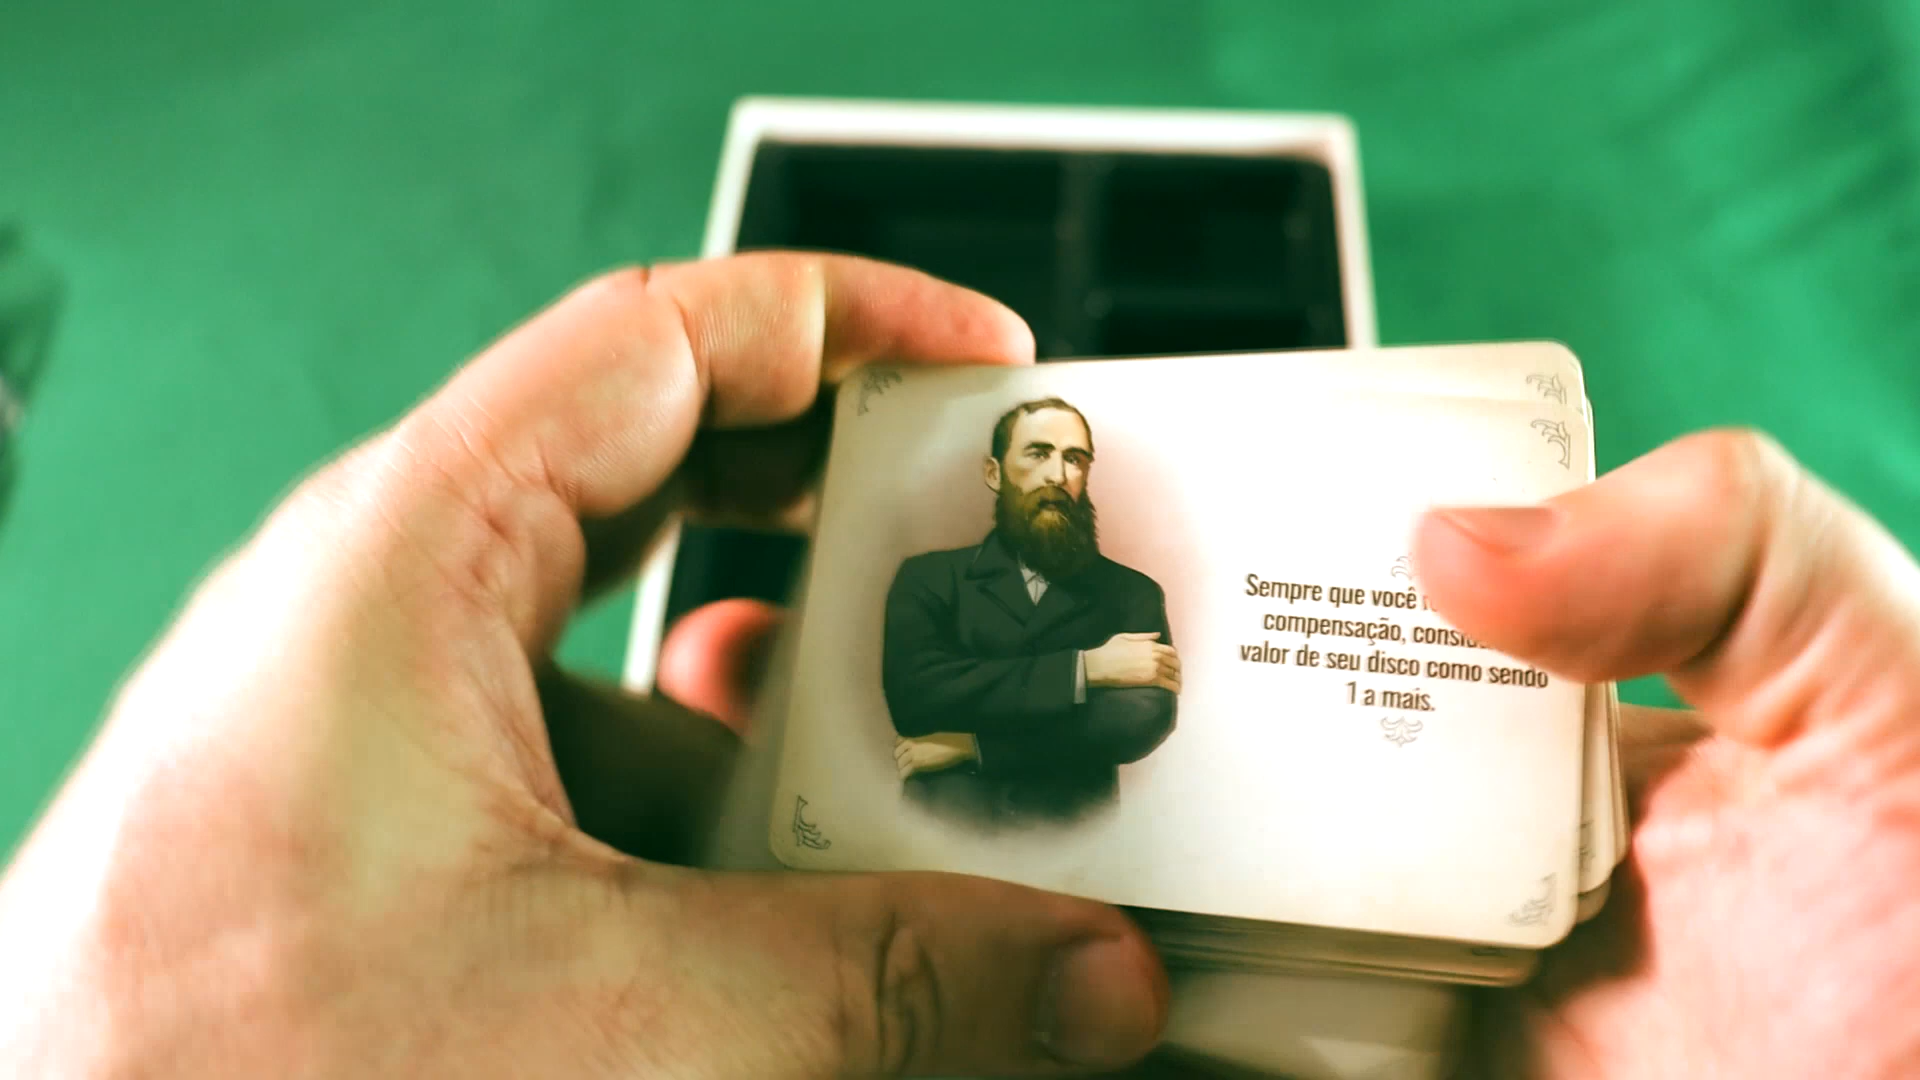 Sempre que você
compensação,
valor de seu disco como sendo
1 a mais.